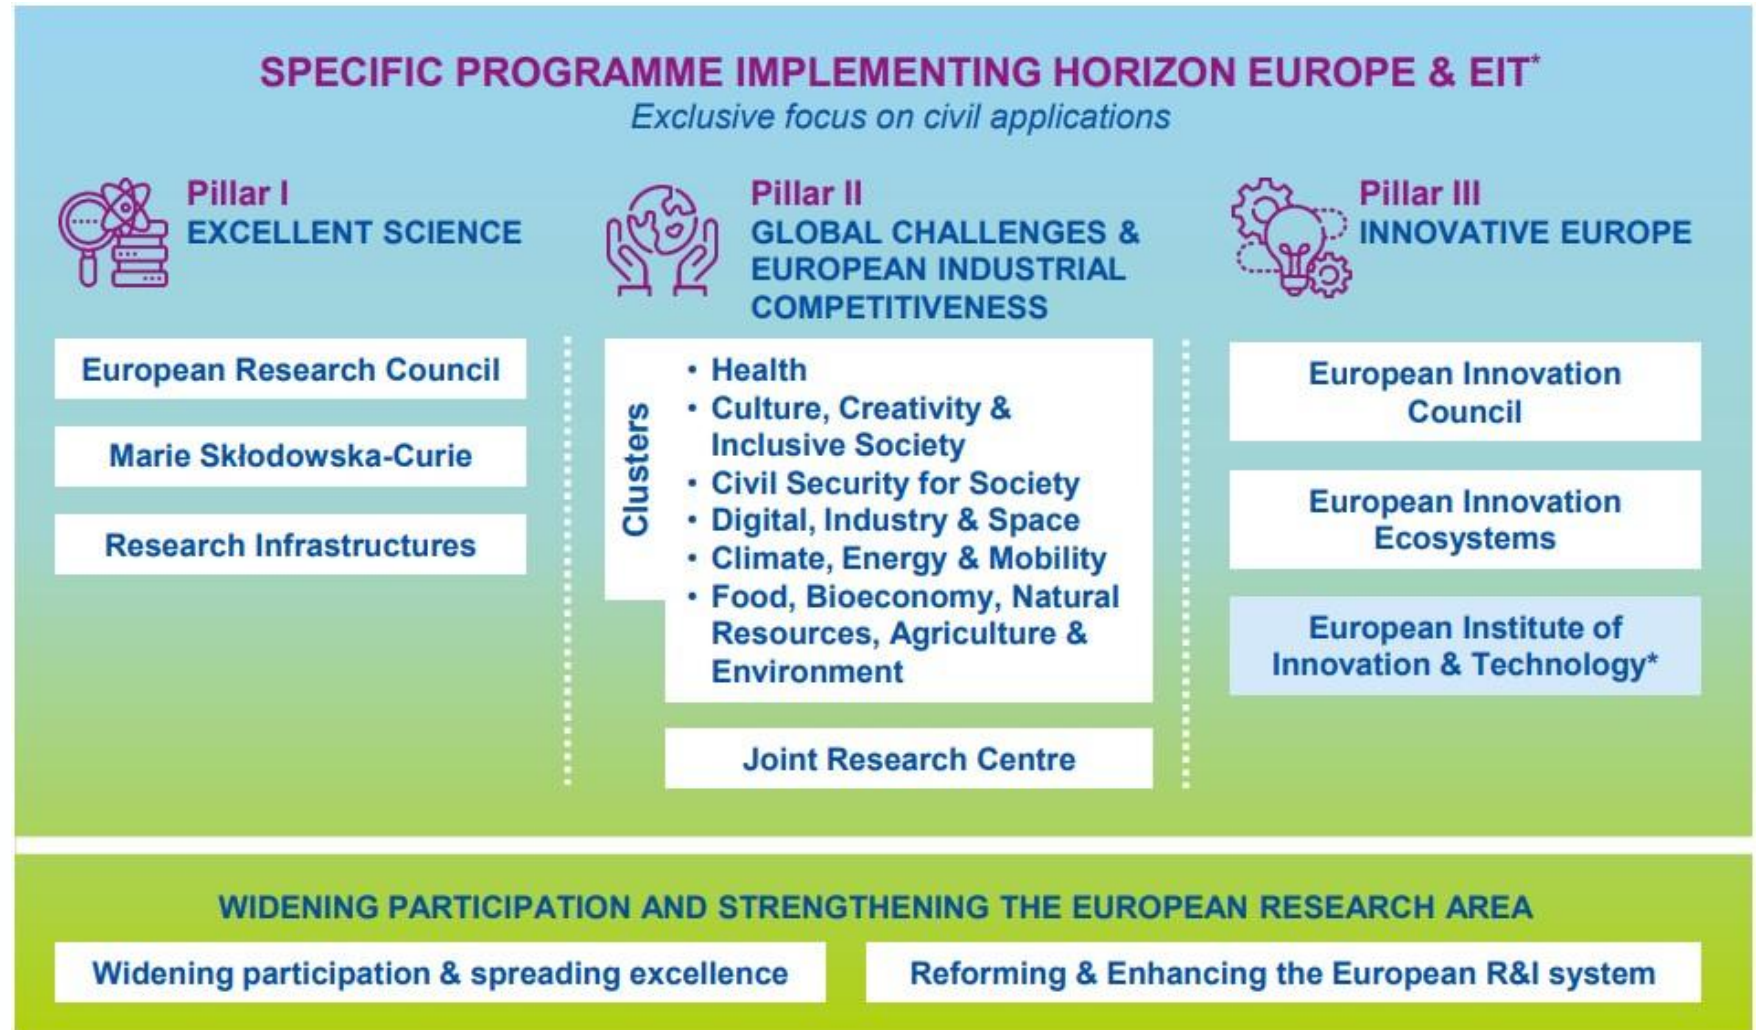 SPECIFIC PROGRAMME IMPLEMENTING HORIZON EUROPE & EIT*
Exclusive focus on civil applications
Pillar I
EXCELLENT SCIENCE
European Research Council
Marie Skłodowska-Curie
Research Infrastructures
Pillar II
GLOBAL CHALLENGES &
EUROPEAN INDUSTRIAL
COMPETITIVENESS
Clusters
• Health
• Culture, Creativity &
Inclusive Society
• Civil Security for Society
• Digital, Industry & Space
• Climate, Energy & Mobility
• Food, Bioeconomy, Natural
Resources, Agriculture &
Environment
Joint Research Centre
Pillar III
INNOVATIVE EUROPE
European Innovation
Council
European Innovation
Ecosystems
European Institute of
Innovation & Technology*
WIDENING PARTICIPATION AND STRENGTHENING THE EUROPEAN RESEARCH AREA
Widening participation & spreading excellence
Reforming & Enhancing the European R&I system